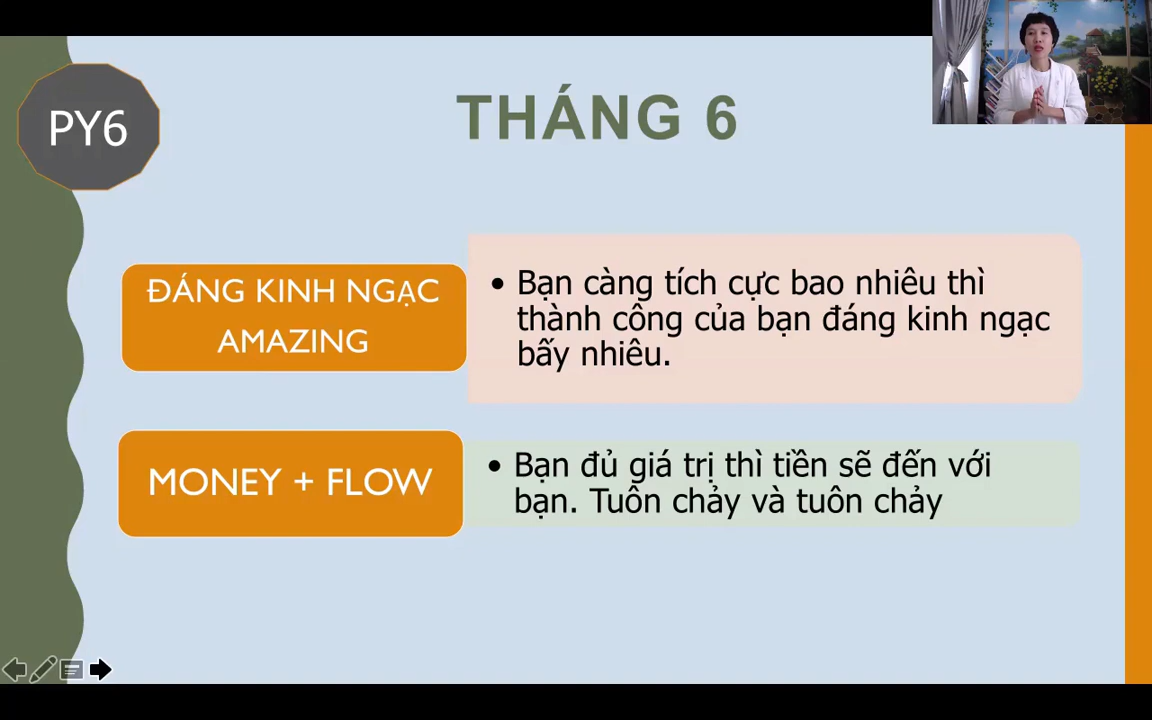 PY6
THÁNG 6
ĐÁNG KINH NGẠC
AMAZING
• Bạn càng tích cực bao nhiêu thì
thành công của bạn đáng kinh ngạc
bấy nhiêu.
MONEY + FLOW
• Bạn đủ giá trị thì tiền sẽ đến với
bạn. Tuôn chảy và tuôn chảy